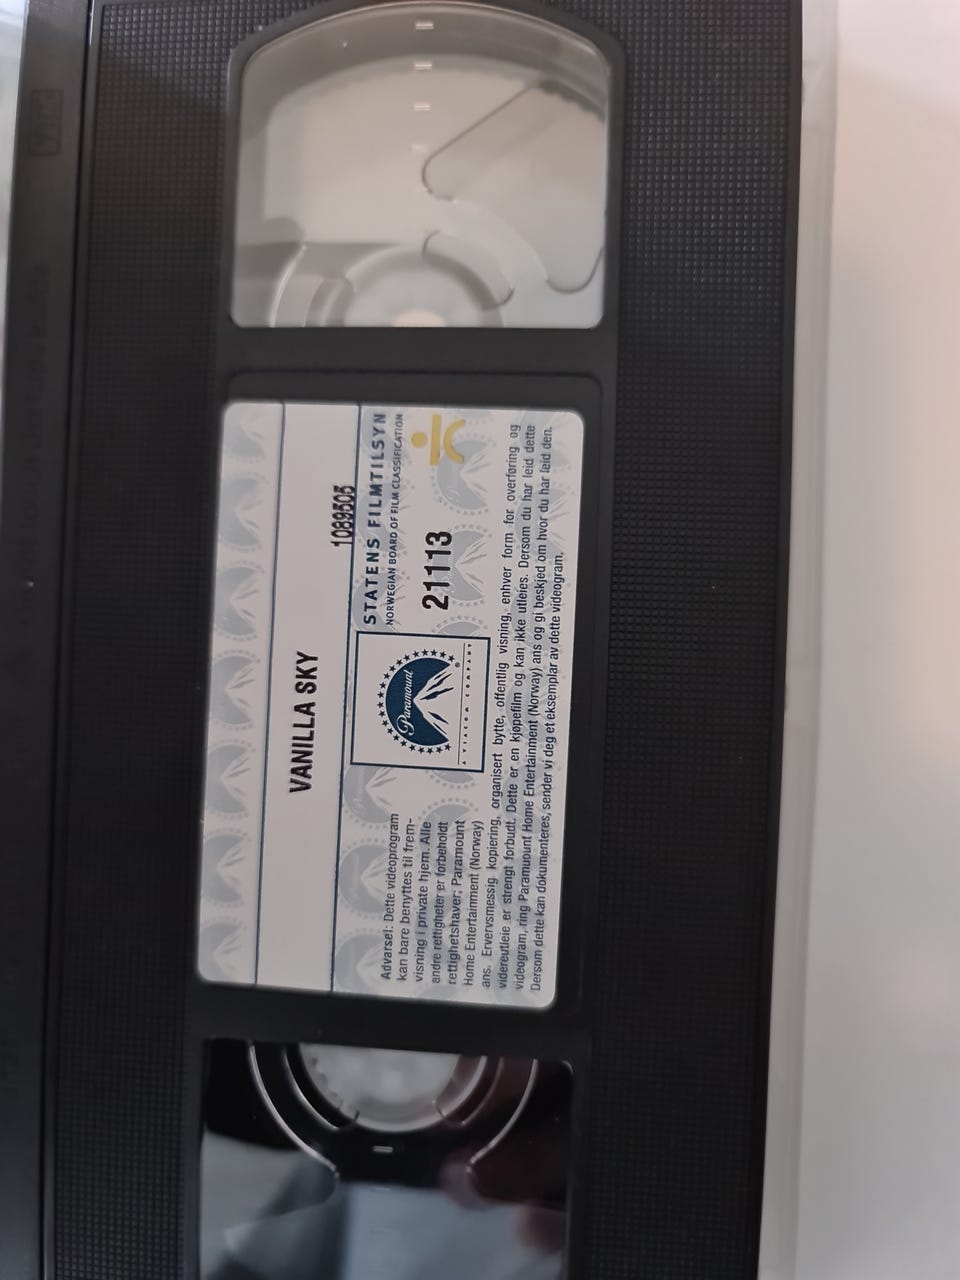 VANILLA SKY
STATENS FILMTILSYN
NORWEGIAN BOARD OF FILM CLASSIFICATION
21113
Paramount
A VIACOM COMPANY
Advarsel: Dette videoprogram
kan bare benyttes til frem-
visning i private hjem. Alle
andre rettigheter er forbeholdt
rettighetshaver; Paramount
Home Entertainment (Norway)
ans. Ervervsmessig kopiering, organisert bytte, offentlig visning, enhver form for overføring og
videreutleie er strengt forbudt. Dette er en kjøpefilm og kan ikke utleies. Dersom du har leid dette
videogram, ring Paramuount Home Entertainment (Norway) ans og gi beskjed om hvor du har leid den.
Dersom dette kan dokumenteres, sender vi deg et eksemplar av dette videogram.
VHS